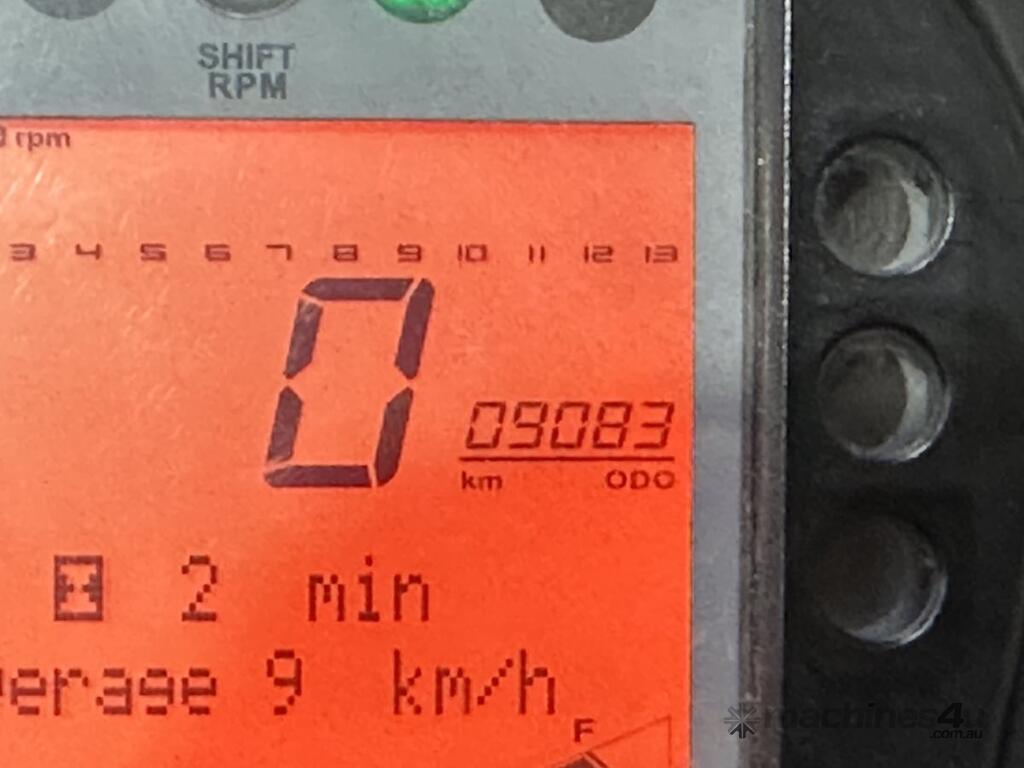 SHIFT
RPM
rpm
3 4 5 6 7 8 9 10 11 12 13
0
09083
km ODO
2 min
verage 9 km/h
F
machines4u
.com.au